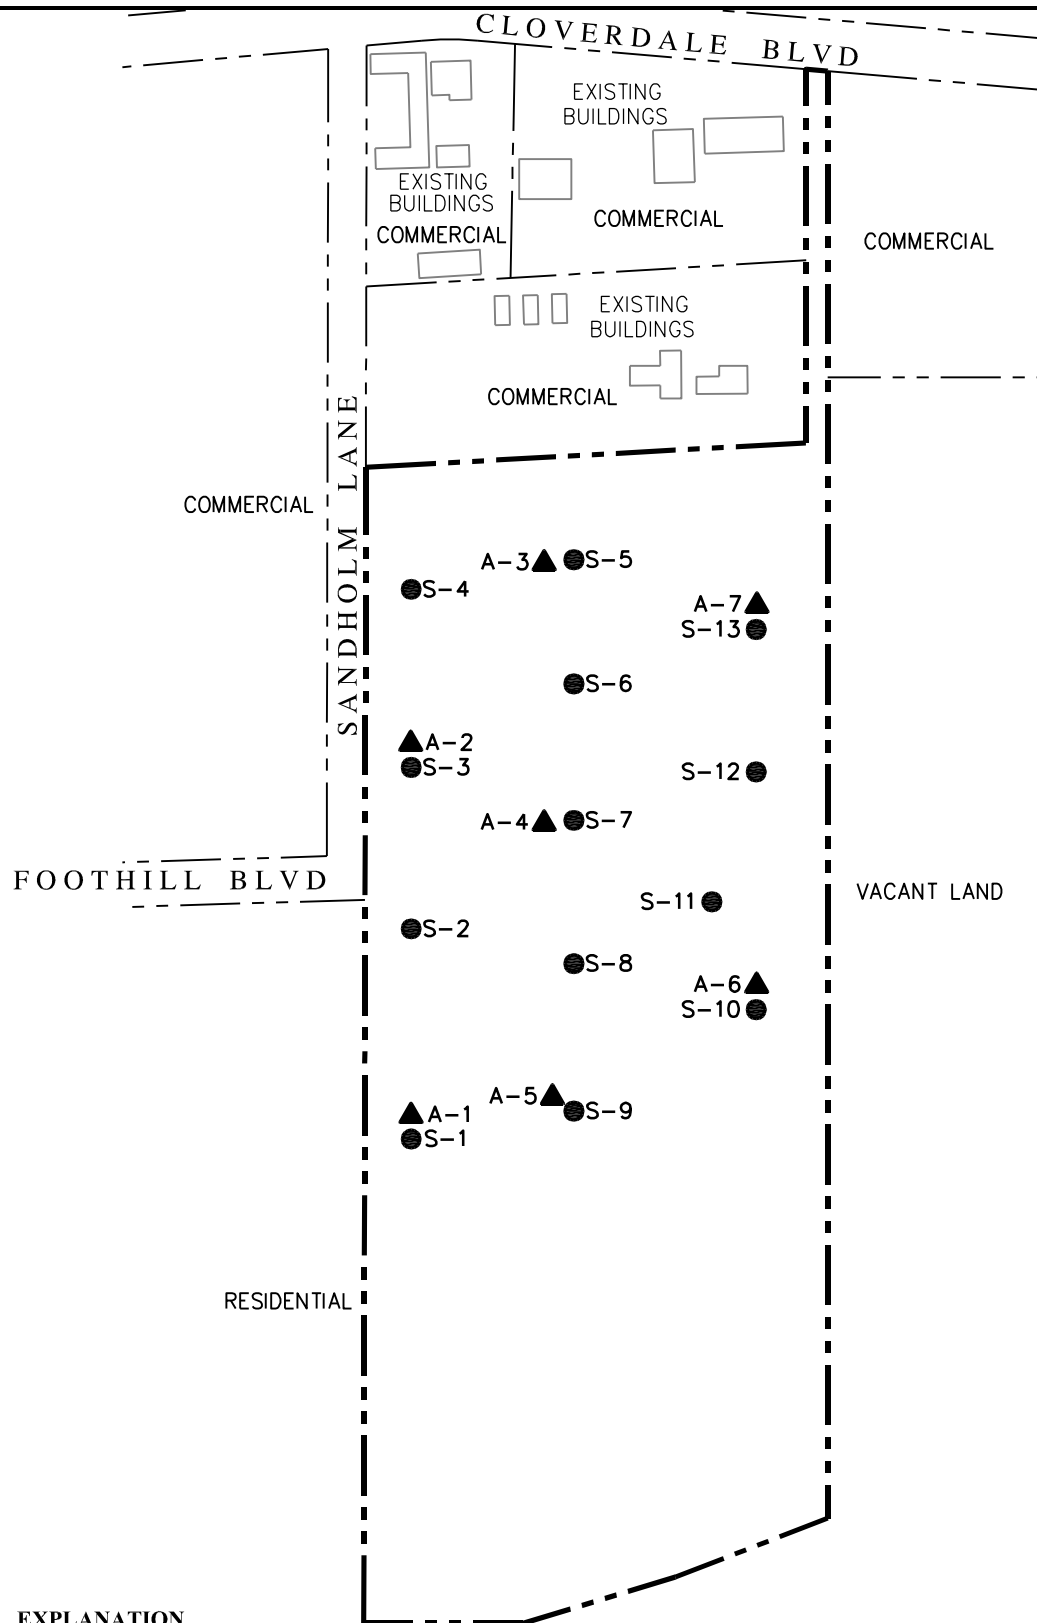 CLOVERDALE BLVD
EXISTING
BUILDINGS
EXISTING
BUILDINGS
COMMERCIAL
COMMERCIAL
COMMERCIAL
EXISTING
BUILDINGS
COMMERCIAL
SANDHOLM LANE
COMMERCIAL
A-3
S-5
S-4
A-7
S-13
S-6
A-2
S-3
S-12
A-4
S-7
FOOTHILL BLVD
VACANT LAND
S-11
S-2
S-8
A-6
S-10
A-5
S-9
A-1
S-1
RESIDENTIAL
EXPLANATION